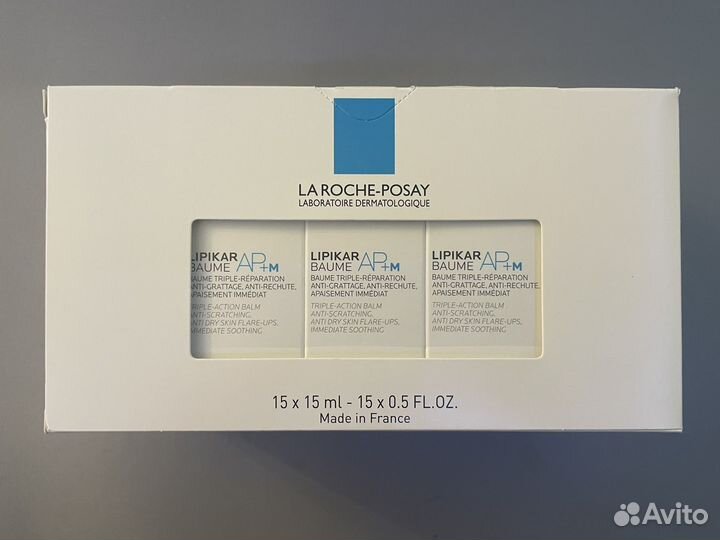 LA ROCHE-POSAY
LABORATOIRE DERMATOLOGIQUE
LIPIKAR
BAUME AP+M
BAUME TRIPLE-RÉPARATION
ANTI-GRATTAGE, ANTI-RECHUTE,
APAISEMENT IMMÉDIAT
TRIPLE-ACTION BALM
ANTI-SCRATCHING,
ANTI DRY SKIN FLARE-UPS,
IMMEDIATE SOOTHING
LIPIKAR
BAUME AP+M
BAUME TRIPLE-RÉPARATION
ANTI-GRATTAGE, ANTI-RECHUTE,
APAISEMENT IMMÉDIAT
TRIPLE-ACTION BALM
ANTI-SCRATCHING,
ANTI DRY SKIN FLARE-UPS,
IMMEDIATE SOOTHING
LIPIKAR
BAUME AP+M
BAUME TRIPLE-RÉPARATION
ANTI-GRATTAGE, ANTI-RECHUTE,
APAISEMENT IMMÉDIAT
TRIPLE-ACTION BALM
ANTI-SCRATCHING,
ANTI DRY SKIN FLARE-UPS,
IMMEDIATE SOOTHING
15 x 15 ml - 15 x 0.5 FL.OZ.
Made in France
Avito